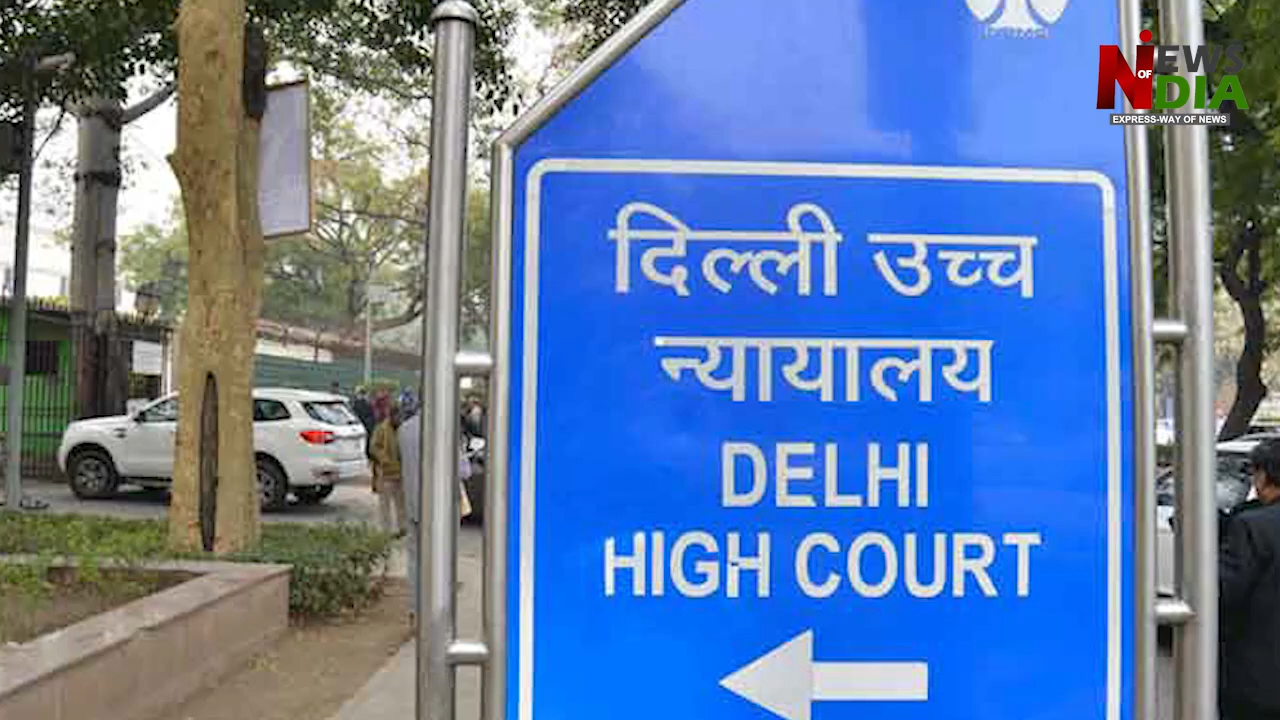 NEWS
OF
INDIA
EXPRESS-WAY OF NEWS
दिल्ली उच्च
न्यायालय
DELHI
HIGH COURT